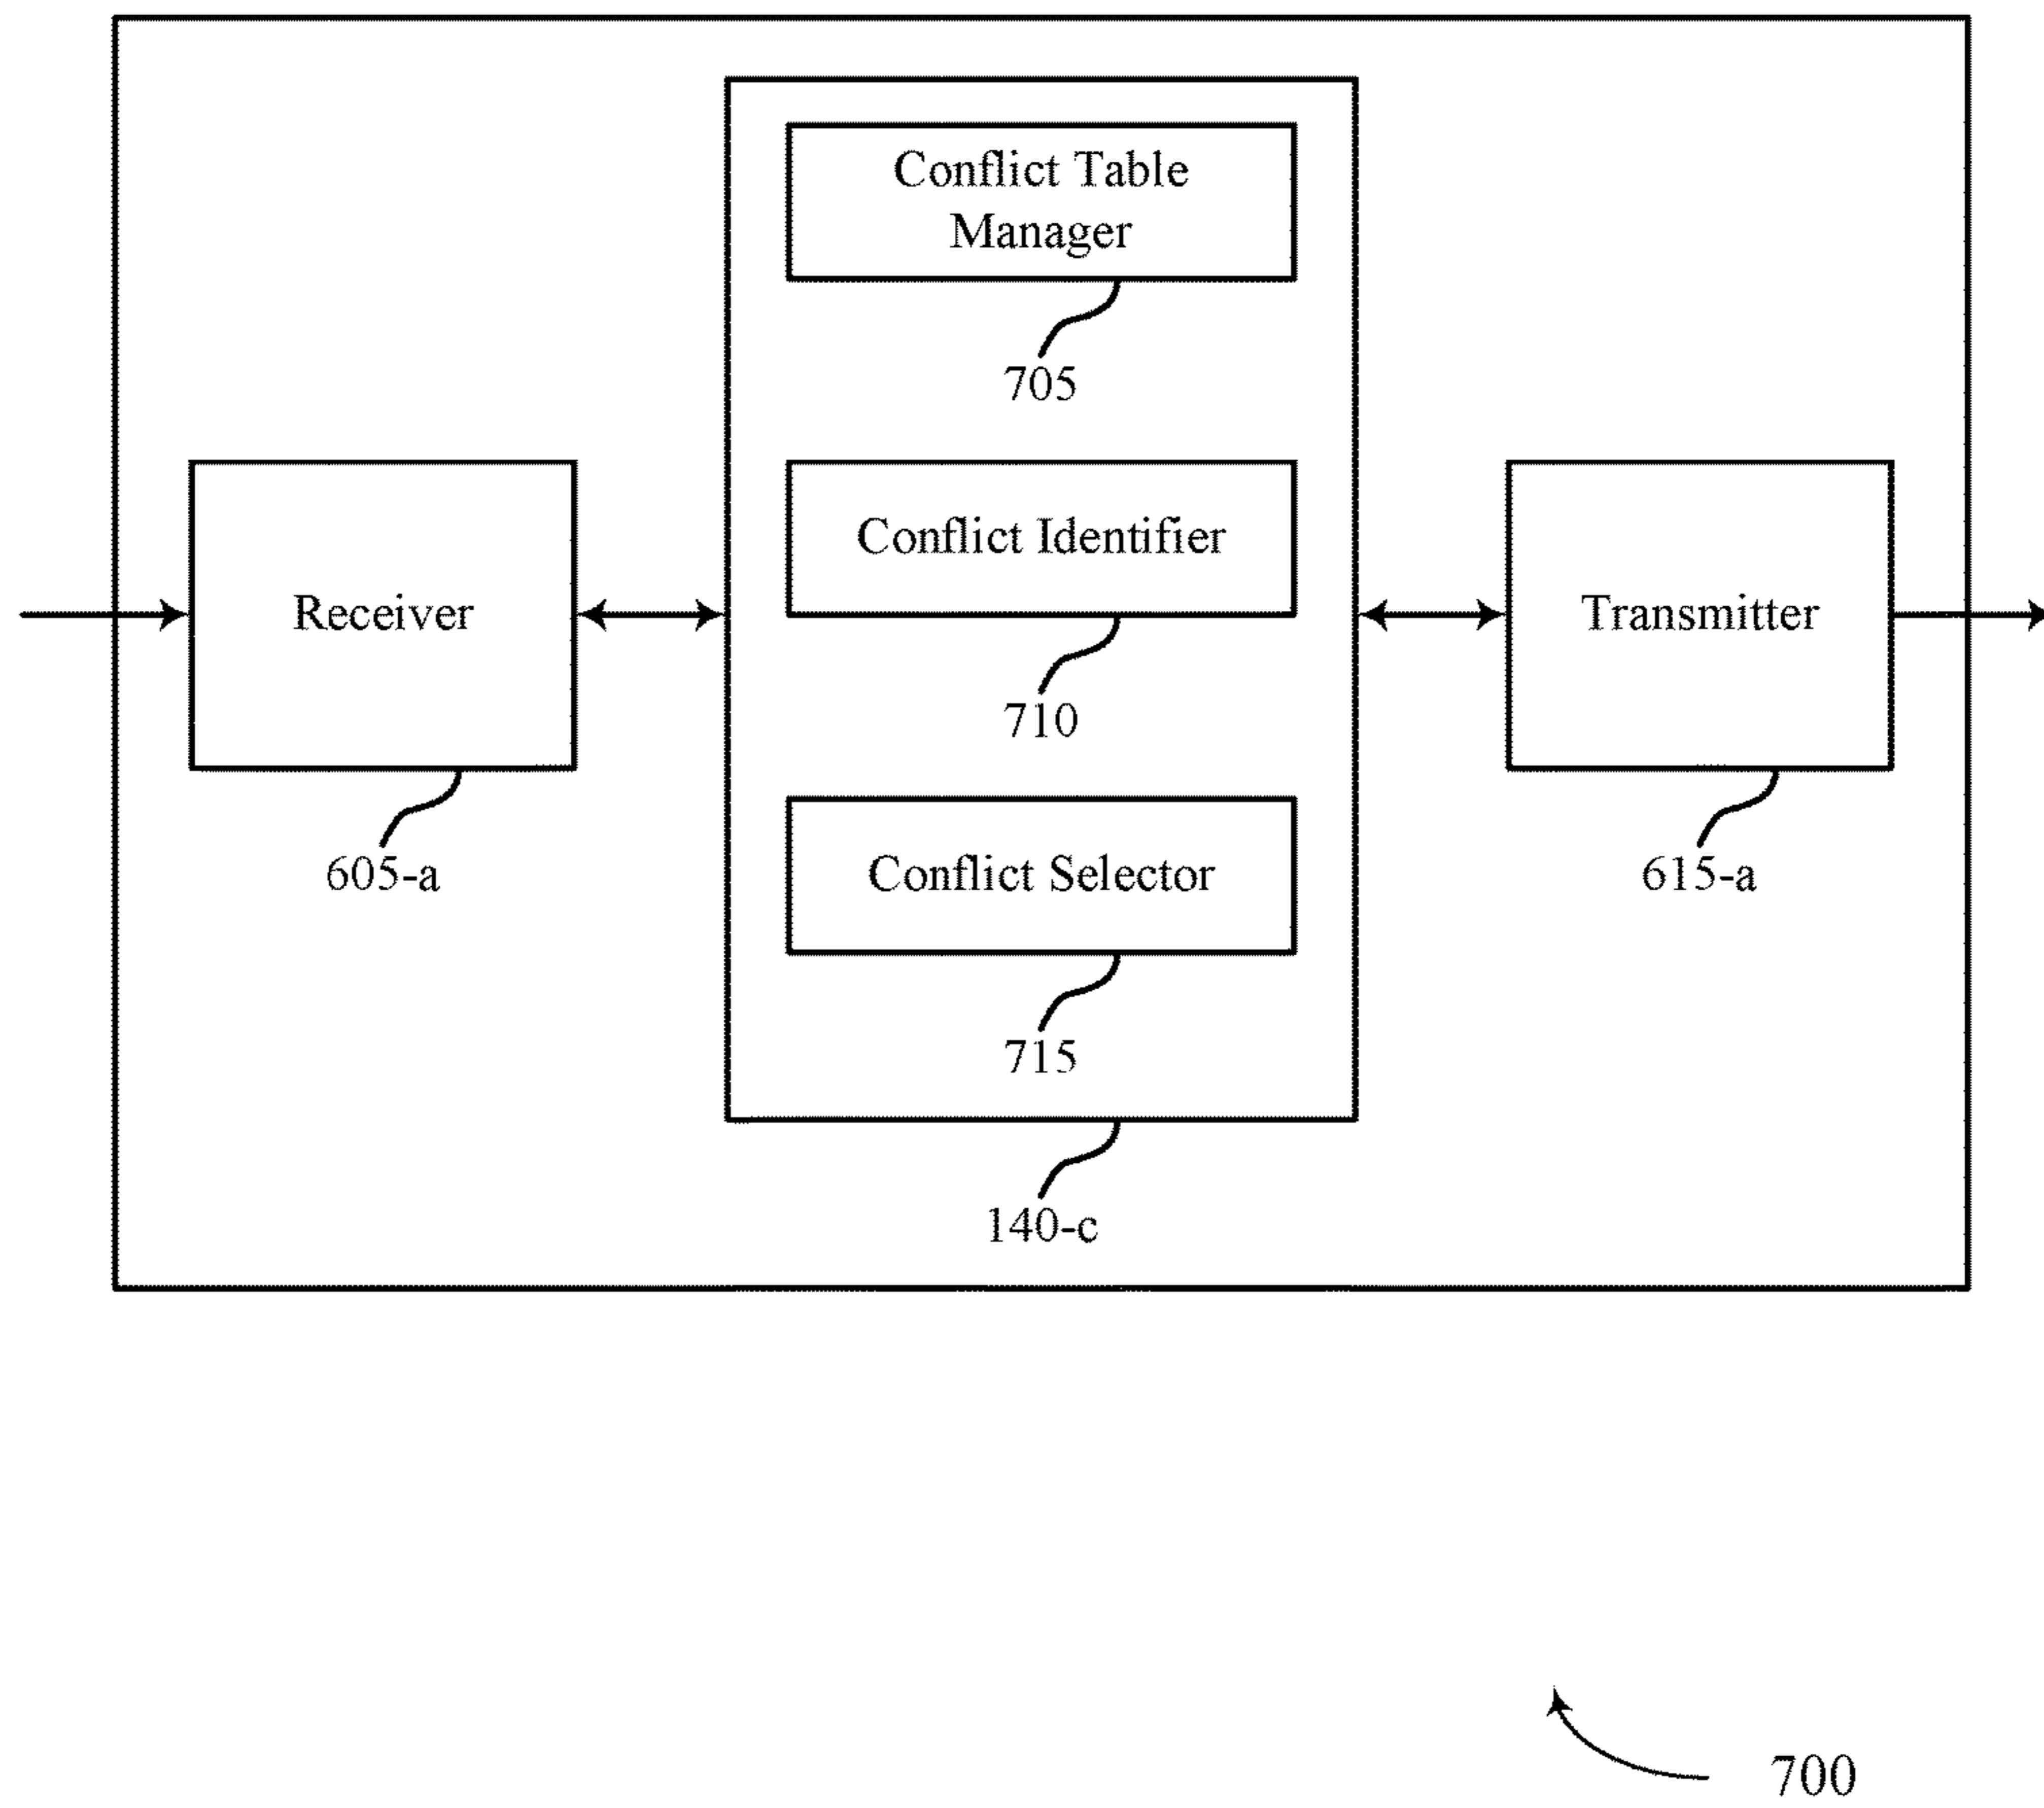 Conflict Table
Manager
705
Conflict Identifier
710
Receiver
Transmitter
605-a
615-a
Conflict Selector
715
140-c
700